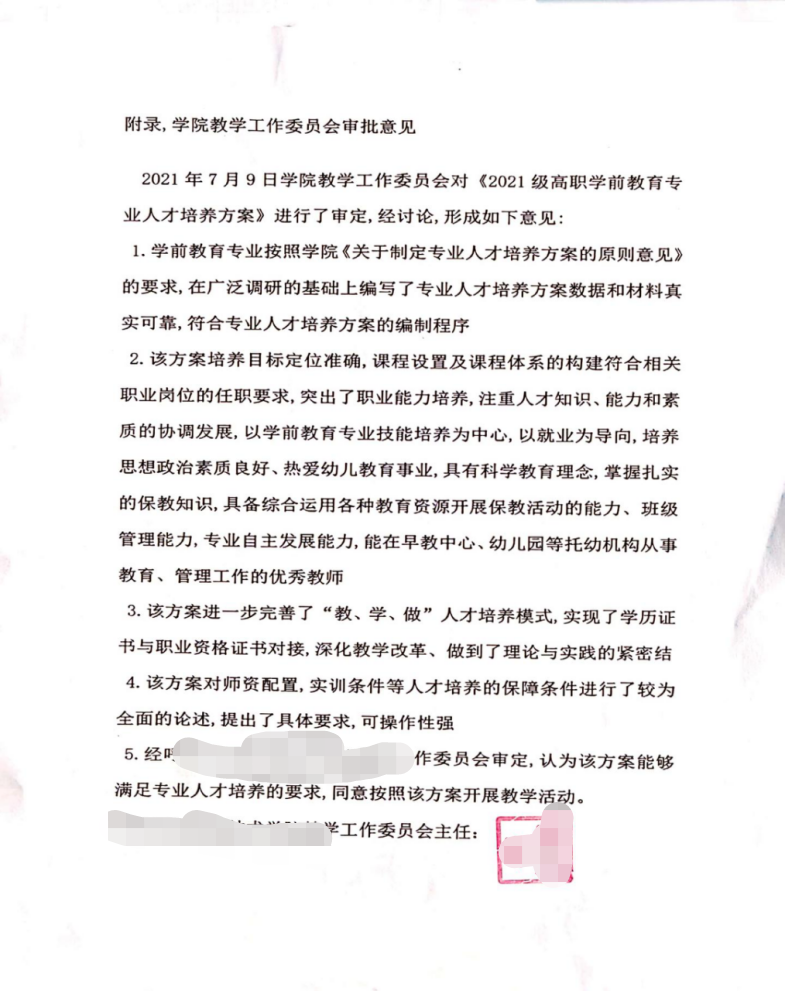 附录,学院教学工作委员会审批意见
2021年7月9日学院教学工作委员会对《2021级高职学前教育专
业人才培养方案》进行了审定,经讨论,形成如下意见:
1.学前教育专业按照学院《关于制定专业人才培养方案的原则意见》
的要求,在广泛调研的基础上编写了专业人才培养方案数据和材料真
实可靠,符合专业人才培养方案的编制程序
2.该方案培养目标定位准确,课程设置及课程体系的构建符合相关
职业岗位的任职要求,突出了职业能力培养,注重人才知识、能力和素
质的协调发展,以学前教育专业技能培养为中心,以就业为导向,培养
思想政治素质良好、热爱幼儿教育事业,具有科学教育理念,掌握扎实
的保教知识,具备综合运用各种教育资源开展保教活动的能力、班级
管理能力,专业自主发展能力,能在早教中心、幼儿园等托幼机构从事
教育、管理工作的优秀教师
3.该方案进一步完善了“教、学、做”人才培养模式,实现了学历证
书与职业资格证书对接,深化教学改革、做到了理论与实践的紧密结
4.该方案对师资配置,实训条件等人才培养的保障条件进行了较为
全面的论述,提出了具体要求,可操作性强
5.经 作委员会审定,认为该方案能够
满足专业人才培养的要求,同意按照该方案开展教学活动。
学工作委员会主任: